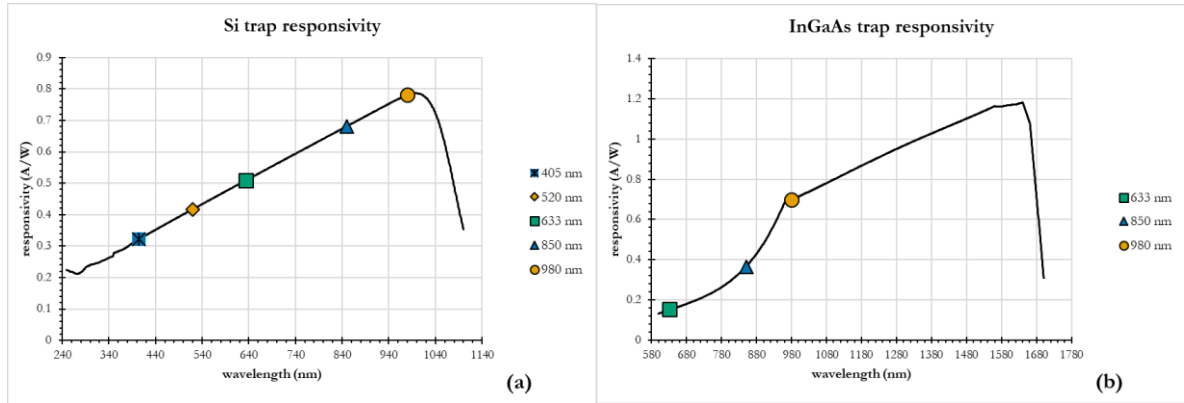 Si trap responsivity
0.9
0.8
0.7
0.6
0.5
0.4
0.3
0.2
0.1
0
responsivity (A/W)
240 340 440 540 640 740 840 940 1040 1140
wavelength (nm)
405 nm
520 nm
633 nm
850 nm
980 nm
(a)
InGaAs trap responsivity
1.4
1.2
1
0.8
0.6
0.4
0.2
0
responsivity (A/W)
580 680 780 880 980 1080 1180 1280 1380 1480 1580 1680 1780
wavelength (nm)
633 nm
850 nm
980 nm
(b)